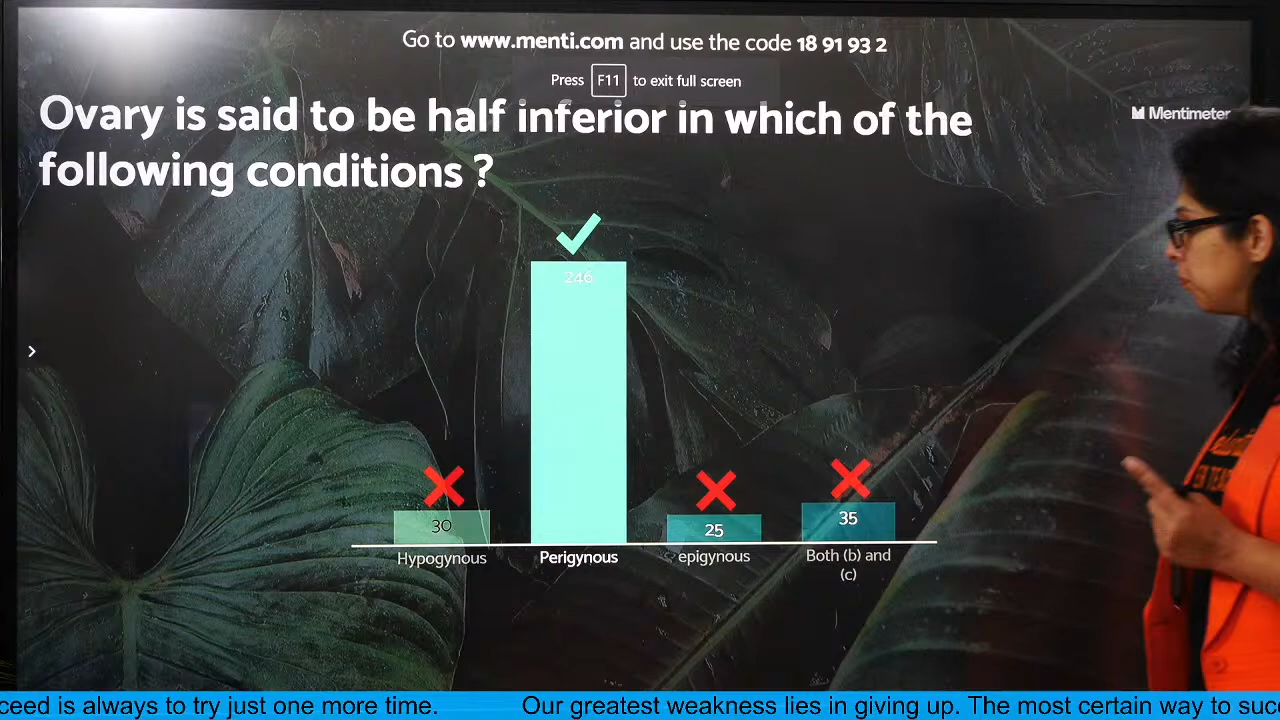 Go to www.menti.com and use the code 18 91 93 2
Press F11 to exit full screen
Ovary is said to be half inferior in which of the
following conditions ?
Mentimeter
246
30
25
35
Hypogynous
Perigynous
epigynous
Both (b) and
(c)
ceed is always to try just one more time. Our greatest weakness lies in giving up. The most certain way to succ